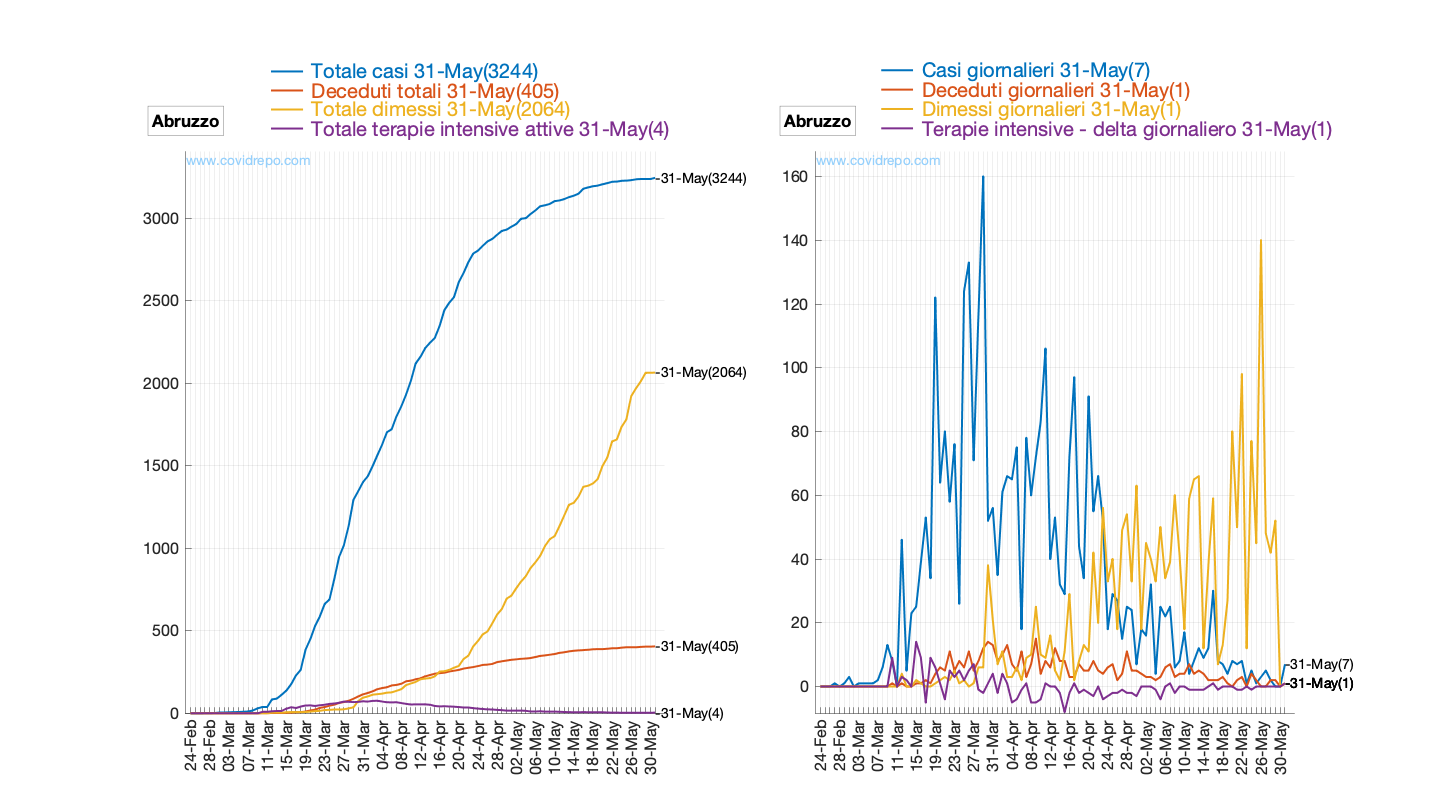 Totale casi 31-May(3244)
Deceduti totali 31-May(405)
Totale dimessi 31-May(2064)
Totale terapie intensive attive 31-May(4)
Abruzzo
www.covidrepo.com
3000
2500
2000
1500
1000
500
0
31-May(3244)
31-May(2064)
31-May(405)
31-May(4)
24-Feb
28-Feb
03-Mar
07-Mar
11-Mar
15-Mar
19-Mar
23-Mar
27-Mar
31-Mar
04-Apr
08-Apr
12-Apr
16-Apr
20-Apr
24-Apr
28-Apr
02-May
06-May
10-May
14-May
18-May
22-May
26-May
30-May
Casi giornalieri 31-May(7)
Deceduti giornalieri 31-May(1)
Dimessi giornalieri 31-May(1)
Terapie intensive - delta giornaliero 31-May(1)
Abruzzo
www.covidrepo.com
160
140
120
100
80
60
40
20
0
31-May(7)
31-May(1)
24-Feb
28-Feb
03-Mar
07-Mar
11-Mar
15-Mar
19-Mar
23-Mar
27-Mar
31-Mar
04-Apr
08-Apr
12-Apr
16-Apr
20-Apr
24-Apr
28-Apr
02-May
06-May
10-May
14-May
18-May
22-May
26-May
30-May